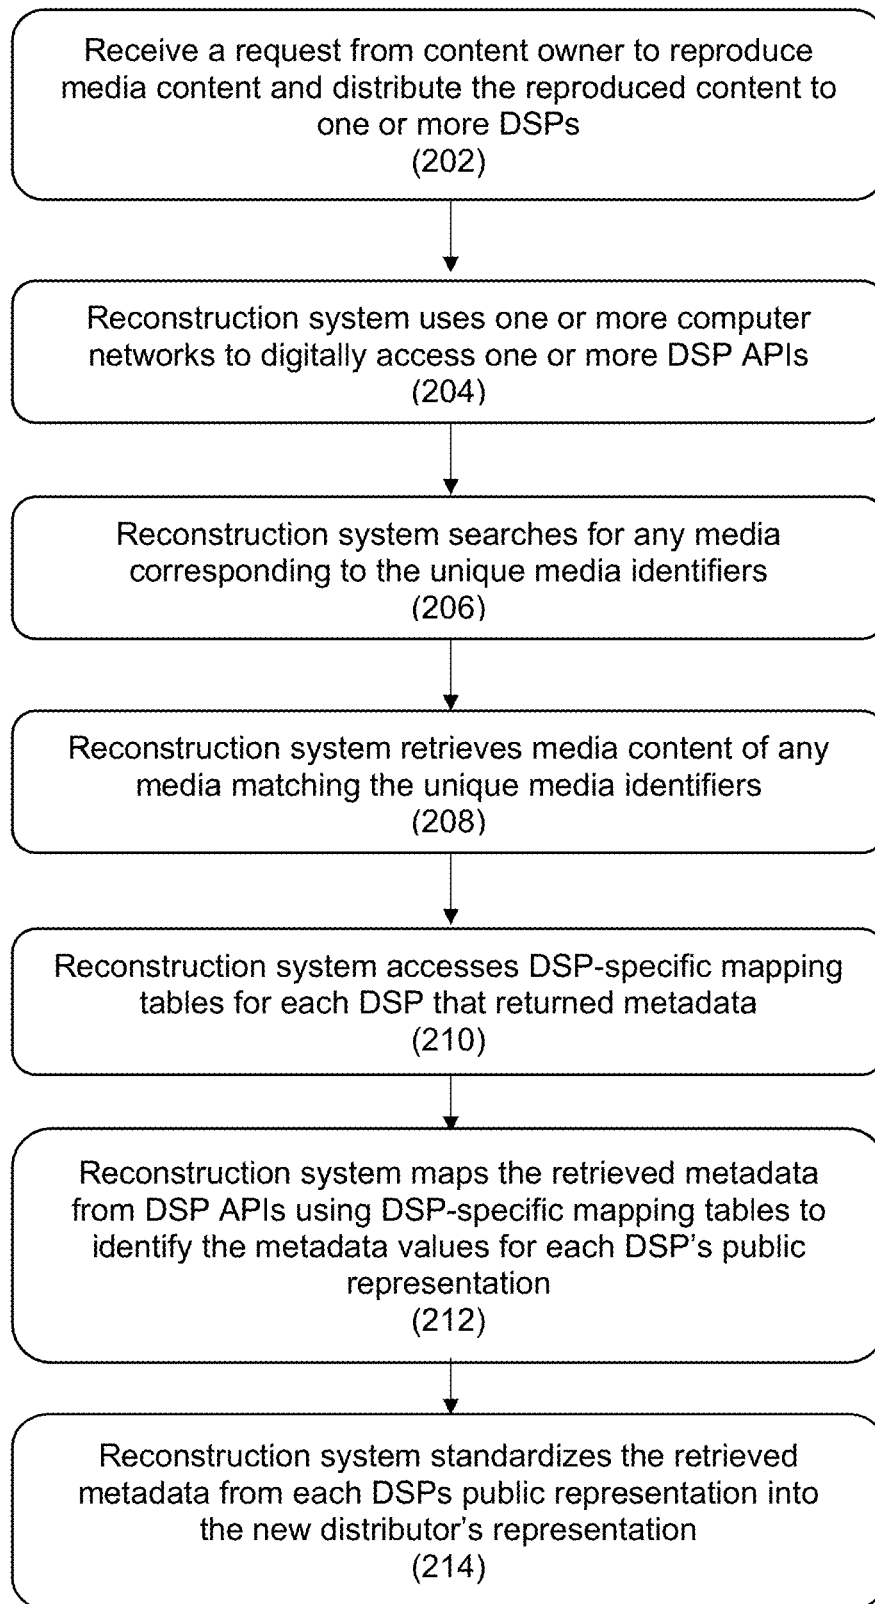 Receive a request from content owner to reproduce
media content and distribute the reproduced content to
one or more DSPs
(202)
Reconstruction system uses one or more computer
networks to digitally access one or more DSP APIs
(204)
Reconstruction system searches for any media
corresponding to the unique media identifiers
(206)
Reconstruction system retrieves media content of any
media matching the unique media identifiers
(208)
Reconstruction system accesses DSP-specific mapping
tables for each DSP that returned metadata
(210)
Reconstruction system maps the retrieved metadata
from DSP APIs using DSP-specific mapping tables to
identify the metadata values for each DSP’s public
representation
(212)
Reconstruction system standardizes the retrieved
metadata from each DSPs public representation into
the new distributor’s representation
(214)